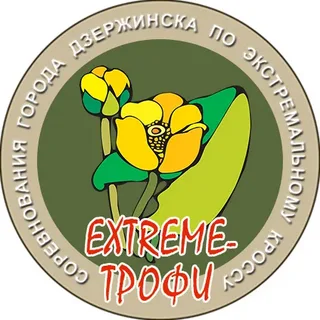 СОРЕВНОВАНИЯ ГОРОДА ДЗЕРЖИНСКА ПО ЭКСТРЕМАЛЬНОМУ КРОССУ
EXTREME-
ТРОФИ